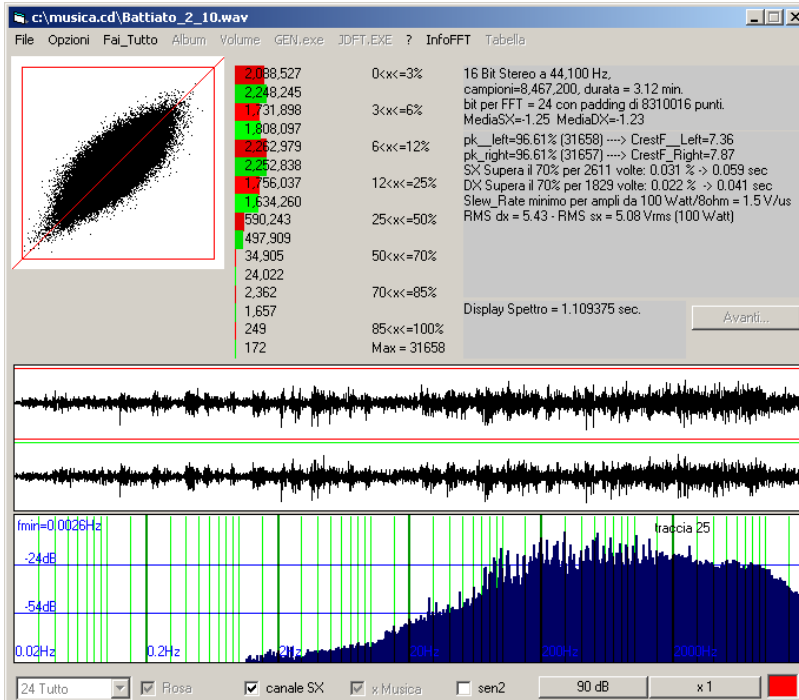 c:\musica.cd\Battiato_2_10.wav
File Opzioni Fai_Tutto Album Volume GEN.exe JDFT.EXE ? InfoFFT Tabella
2,088,527 0<x<=3%
2,248,245
1,731,898 3<x<=6%
1,808,097
2,262,979 6<x<=12%
2,252,838
1,756,037 12<x<=25%
1,634,260
590,243 25<x<=50%
497,909
34,905 50<x<=70%
24,022
2,362 70<x<=85%
1,657
249 85<x<=100%
172 Max = 31658
16 Bit Stereo a 44,100 Hz,
campioni=8,467,200, durata = 3.12 min.
bit per FFT = 24 con padding di 8310016 punti.
MediaSX=-1.25 MediaDX=-1.23
pk__left=96.61% (31658) ----> CrestF__Left=7.36
pk_right=96.61% (31657) ----> CrestF_Right=7.87
SX Supera il 70% per 2611 volte: 0.031 % -> 0.059 sec
DX Supera il 70% per 1829 volte: 0.022 % -> 0.041 sec
Slew_Rate minimo per ampli da 100 Watt/8ohm = 1.5 V/us
RMS dx = 5.43 - RMS sx = 5.08 Vrms (100 Watt)
Display Spettro = 1.109375 sec.
Avanti...
fmin=0.0026Hz traccia 25
-24dB
-54dB
0.02Hz 0.2Hz 2Hz 20Hz 200Hz 2000Hz
24 Tutto Rosa canale SX x Musica sen2 90 dB x 1